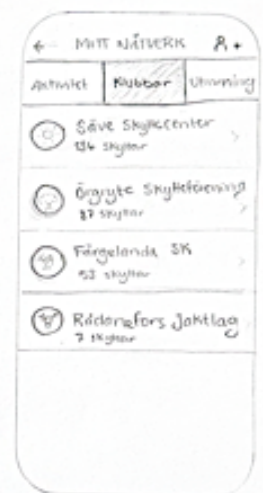 ← MITT NÄTVERK
Aktivitet Klubbar Utmaning
Säve Skyttecenter
134 skyttar
Örgryte Skytteförening
87 skyttar
Färgelanda SK
53 skyttar
Rådanefors Jaktlag
7 skyttar